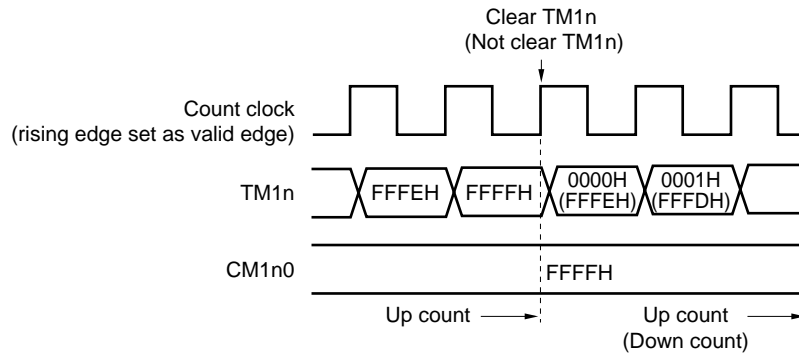 Clear TM1n
(Not clear TM1n)
Count clock
(rising edge set as valid edge)
TM1n
FFFEH
FFFFH
0000H
(FFFEH)
0001H
(FFFDH)
CM1n0
FFFFH
Up count
Up count
(Down count)